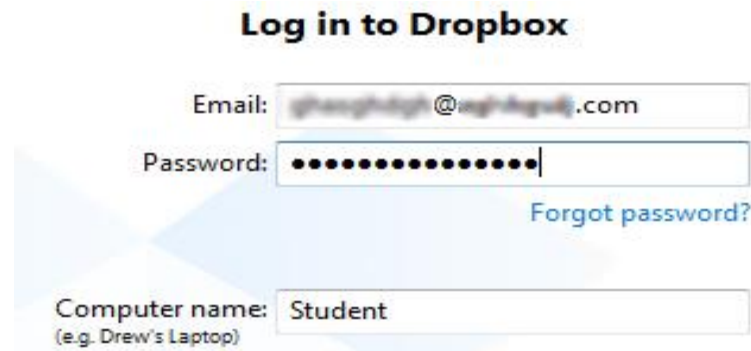 Log in to Dropbox
Email: @ .com
Password: •••••••••••••••
Forgot password?
Computer name: Student
(e.g. Drew's Laptop)